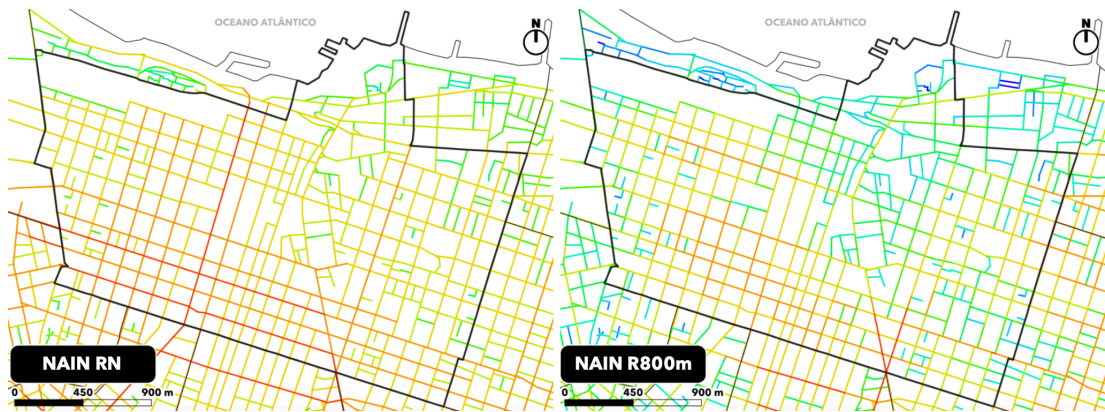 OCEANO ATLÂNTICO
N
NAIN RN
0 450 900 m
OCEANO ATLÂNTICO
N
NAIN R800m
0 450 900 m